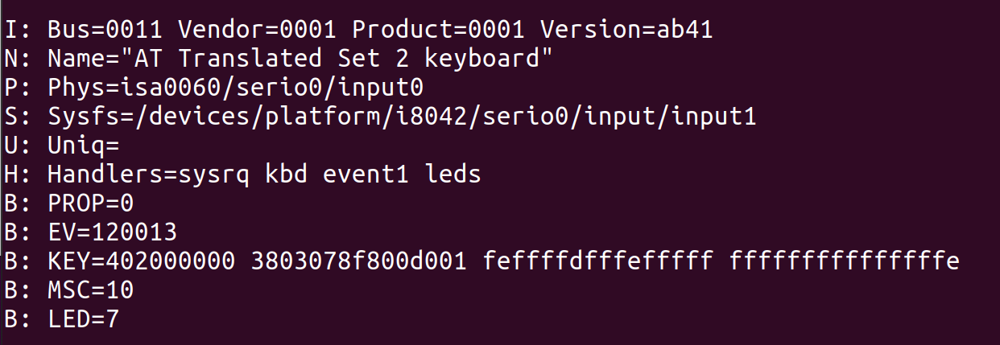 I: Bus=0011 Vendor=0001 Product=0001 Version=ab41
N: Name="AT Translated Set 2 keyboard"
P: Phys=isa0060/serio0/input0
S: Sysfs=/devices/platform/i8042/serio0/input/input1
U: Uniq=
H: Handlers=sysrq kbd event1 leds
B: PROP=0
B: EV=120013
B: KEY=402000000 3803078f800d001 feffffdfffefffff fffffffffffffffe
B: MSC=10
B: LED=7